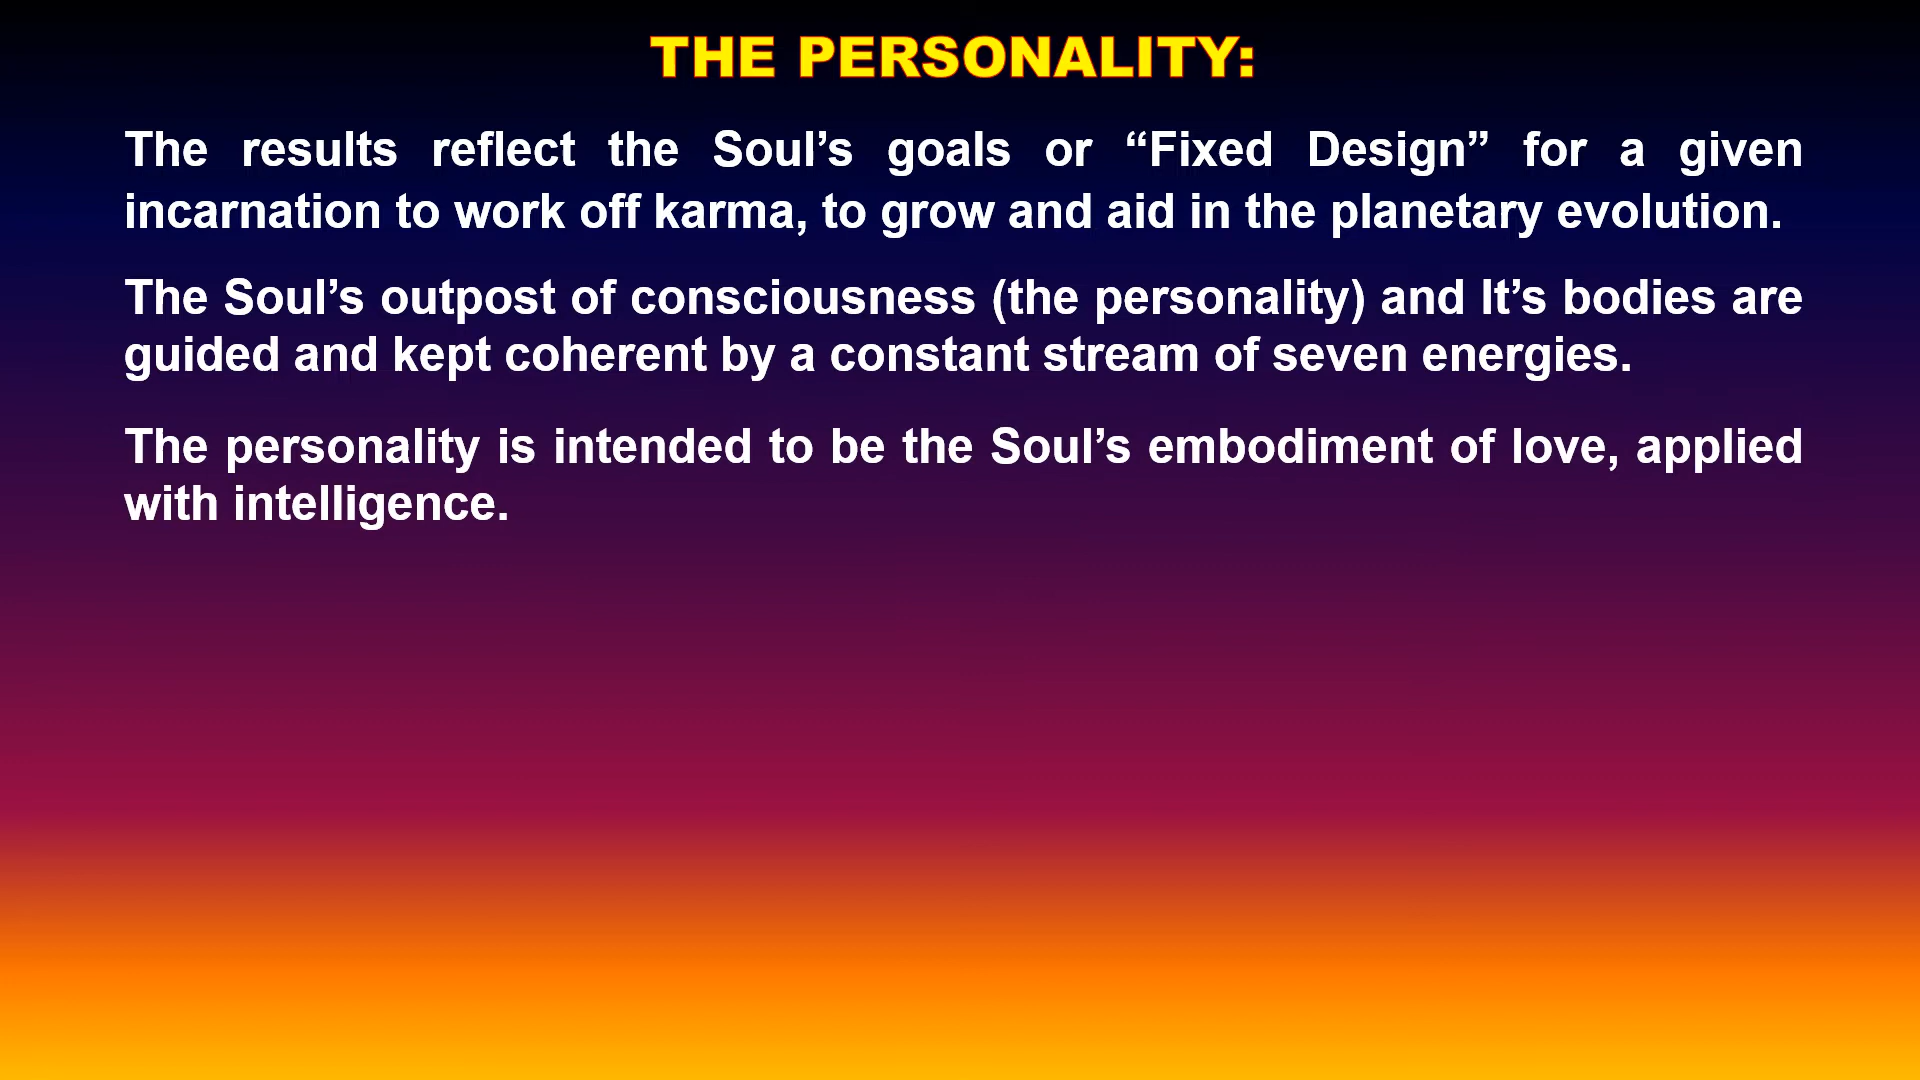 THE PERSONALITY:
The results reflect the Soul’s goals or “Fixed Design” for a given
incarnation to work off karma, to grow and aid in the planetary evolution.
The Soul’s outpost of consciousness (the personality) and It’s bodies are
guided and kept coherent by a constant stream of seven energies.
The personality is intended to be the Soul’s embodiment of love, applied
with intelligence.